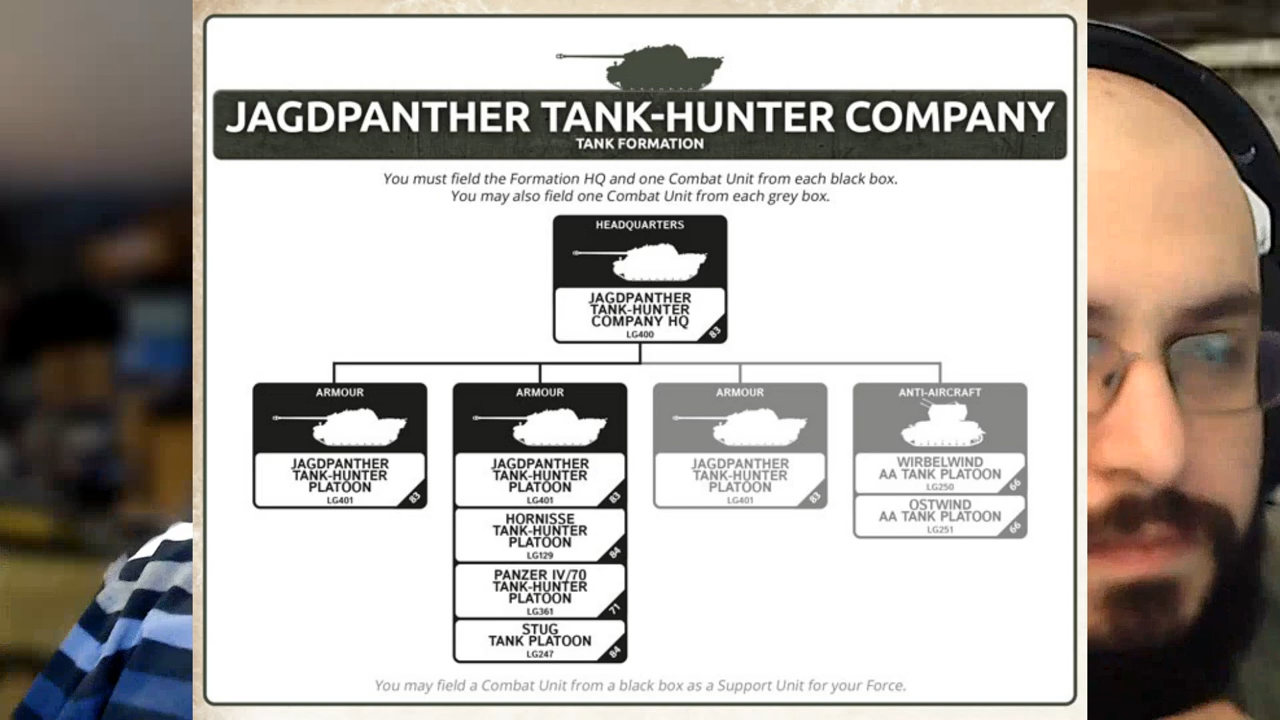 JAGDPANTHER TANK-HUNTER COMPANY
TANK FORMATION
You must field the Formation HQ and one Combat Unit from each black box.
You may also field one Combat Unit from each grey box.
HEADQUARTERS
JAGDPANTHER
TANK-HUNTER
COMPANY HQ
LG400
83
ARMOUR
JAGDPANTHER
TANK-HUNTER
PLATOON
LG401
83
ARMOUR
JAGDPANTHER
TANK-HUNTER
PLATOON
LG401
83
HORNISSE
TANK-HUNTER
PLATOON
LG129
84
PANZER IV/70
TANK-HUNTER
PLATOON
LG361
71
STUG
TANK PLATOON
LG247
84
ARMOUR
JAGDPANTHER
TANK-HUNTER
PLATOON
LG401
83
ANTI-AIRCRAFT
WIRBELWIND
AA TANK PLATOON
LG250
66
OSTWIND
AA TANK PLATOON
LG251
66
You may field a Combat Unit from a black box as a Support Unit for your Force.